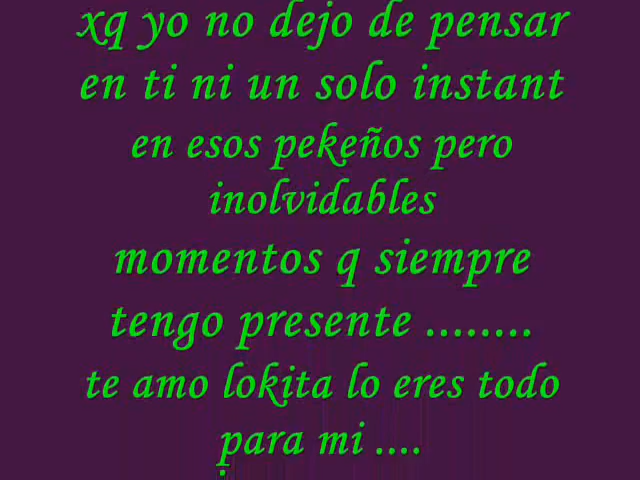 xq yo no dejo de pensar
en ti ni un solo instant
en esos pekeños pero
inolvidables
momentos q siempre
tengo presente ........
te amo lokita lo eres todo
para mi ....